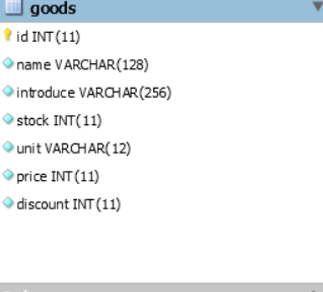 goods
id INT(11)
name VARCHAR(128)
introduce VARCHAR(256)
stock INT(11)
unit VARCHAR(12)
price INT(11)
discount INT(11)